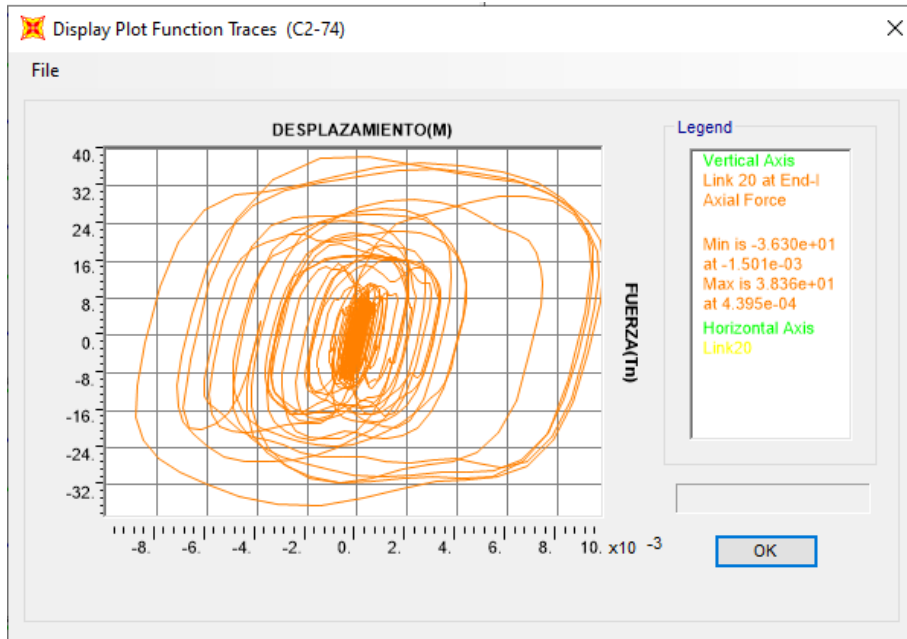 Display Plot Function Traces (C2-74)
File
DESPLAZAMIENTO(M)
40.
32.
24.
16.
8.
0.
-8.
-16.
-24.
-32.
-8. -6. -4. -2. 0. 2. 4. 6. 8. 10. x10 -3
FUERZA(Tn)
Legend
Vertical Axis
Link 20 at End-I
Axial Force
Min is -3.630e+01
at -1.501e-03
Max is 3.836e+01
at 4.395e-04
Horizontal Axis
Link20
OK